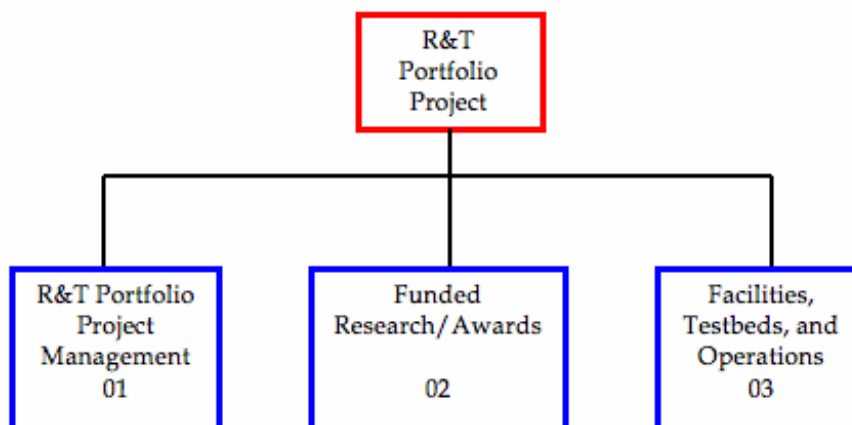 R&T
Portfolio
Project
R&T Portfolio
Project
Management
01
Funded
Research/Awards
02
Facilities,
Testbeds, and
Operations
03